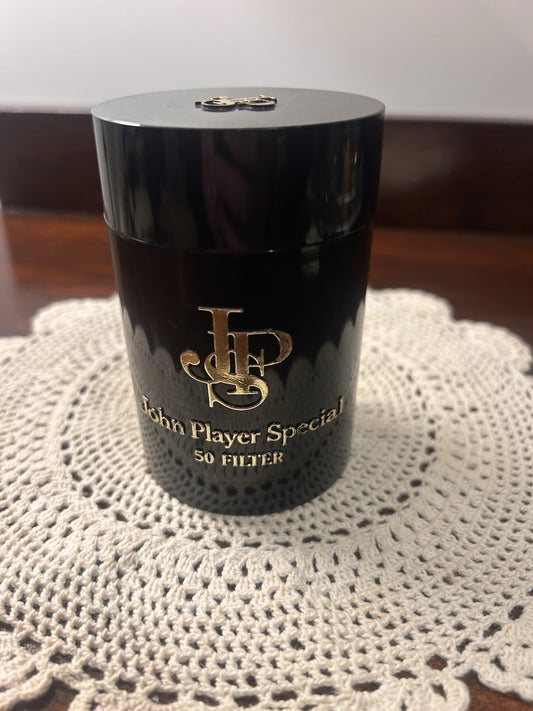 JPS
John Player Special
50 FILTER